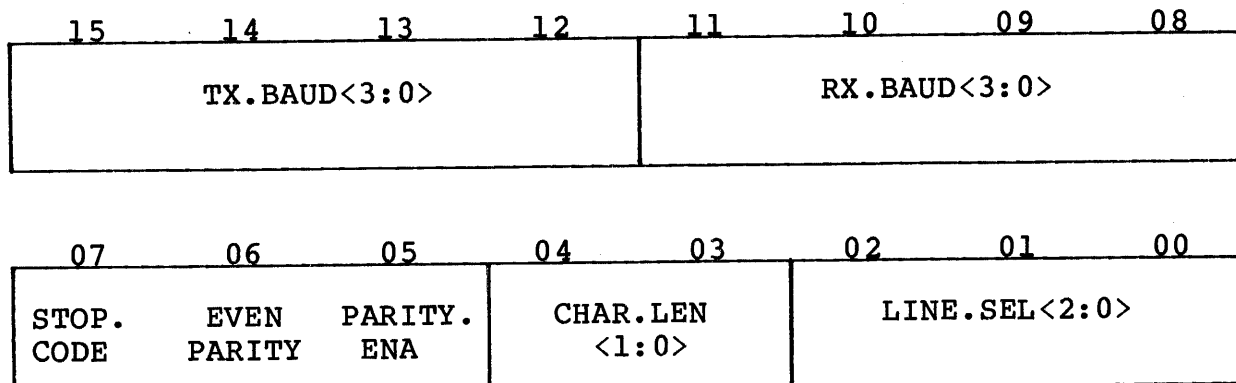 15 14 13 12 11 10 09 08
TX.BAUD<3:0> RX.BAUD<3:0>
07 06 05 04 03 02 01 00
STOP. EVEN PARITY. CHAR.LEN LINE.SEL<2:0>
CODE PARITY ENA <1:0>